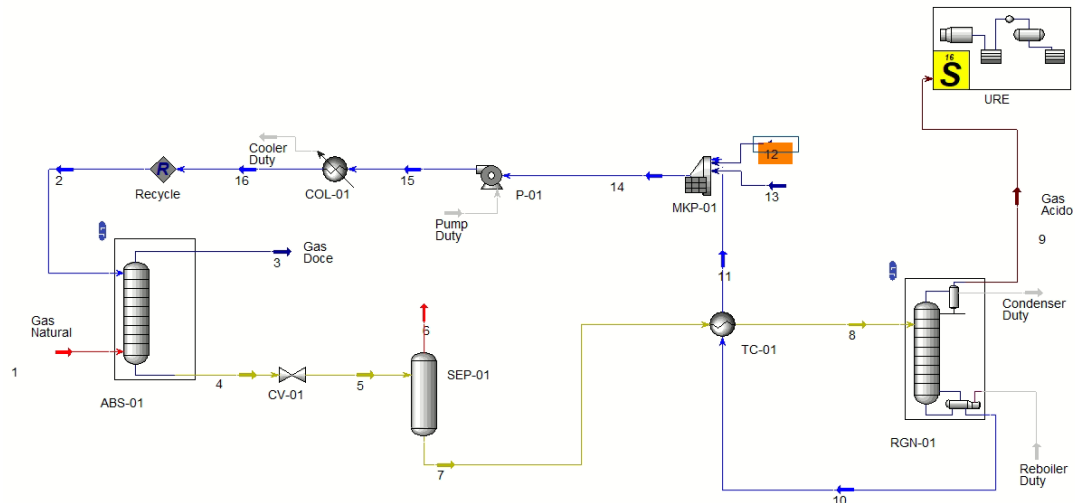 16
S
URE
Cooler
Duty
12
2
16
15
14
13
Recycle
COL-01
P-01
MKP-01
Pump
Duty
Gas
Acido
9
Gas
Doce
3
11
Condenser
Duty
Gas
Natural
6
TC-01
8
1
4
5
SEP-01
ABS-01
CV-01
RGN-01
7
Reboiler
Duty
10
R